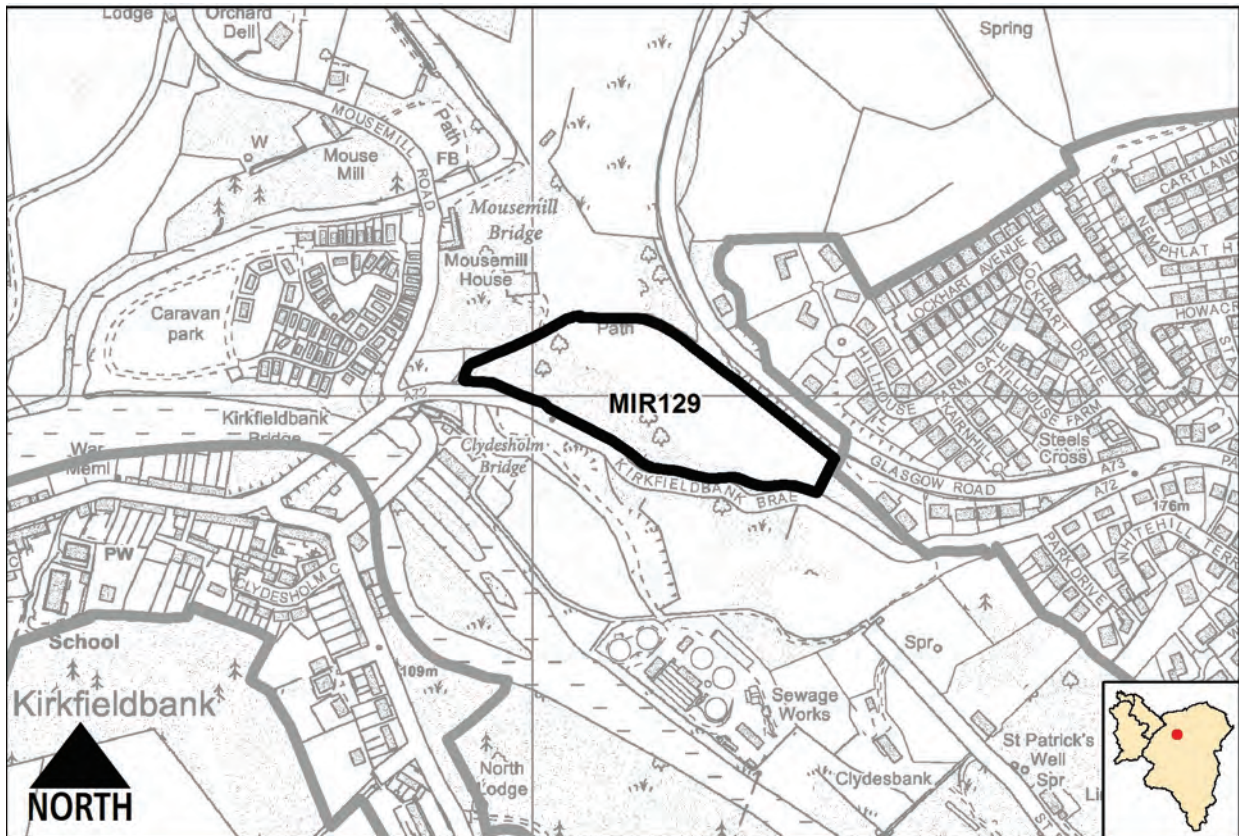 Lodge
Orchard
Dell
Spring
MOUSEMILL
ROAD
Path
FB
W
Mouse
Mill
Mousemill
Bridge
Mousemill
House
Caravan
park
Path
MIR129
A72
Kirkfieldbank
Bridge
War
Meml
Clydesholm
Bridge
KIRKFIELDBANK BRAE
CARTLAND
LOCKHART AVENUE
LOCKHART DRIVE
HOWAC
HILLHOUSE FARM GATE
HILLHOUSE FARM
CAIRNHILL
Steels
Cross
GLASGOW ROAD
A73
A72
176m
PARK DRIVE
WHITEHILL TER
PW
CLYDESHOLM C
School
109m
Kirkfieldbank
Spr
Sewage
Works
St Patrick's
Well
Spr
Clydesbank
North
Lodge
NORTH